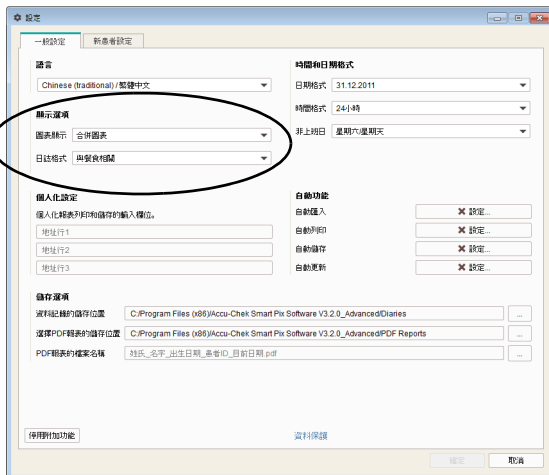 設定
一般設定 新患者設定
語言
Chinese (traditional) / 繁體中文
顯示選項
圖表顯示 合併圖表
日誌格式 與餐食相關
時間和日期格式
日期格式 31.12.2011
時間格式 24小時
非上班日 星期六/星期天
個人化設定
個人化報表列印和儲存的輸入欄位。
地址行1
地址行2
地址行3
自動功能
自動匯入 設定...
自動列印 設定...
自動儲存 設定...
自動更新 設定...
儲存選項
資料記錄的儲存位置 C:/Program Files (x86)/Accu-Chek Smart Pix Software V3.2.0_Advanced/Diaries ...
選擇PDF報表的儲存位置 C:/Program Files (x86)/Accu-Chek Smart Pix Software V3.2.0_Advanced/PDF Reports ...
PDF報表的檔案名稱 姓氏_名字_出生日期_患者ID_目前日期.pdf ...
停用附加功能 資料保護
確定 取消